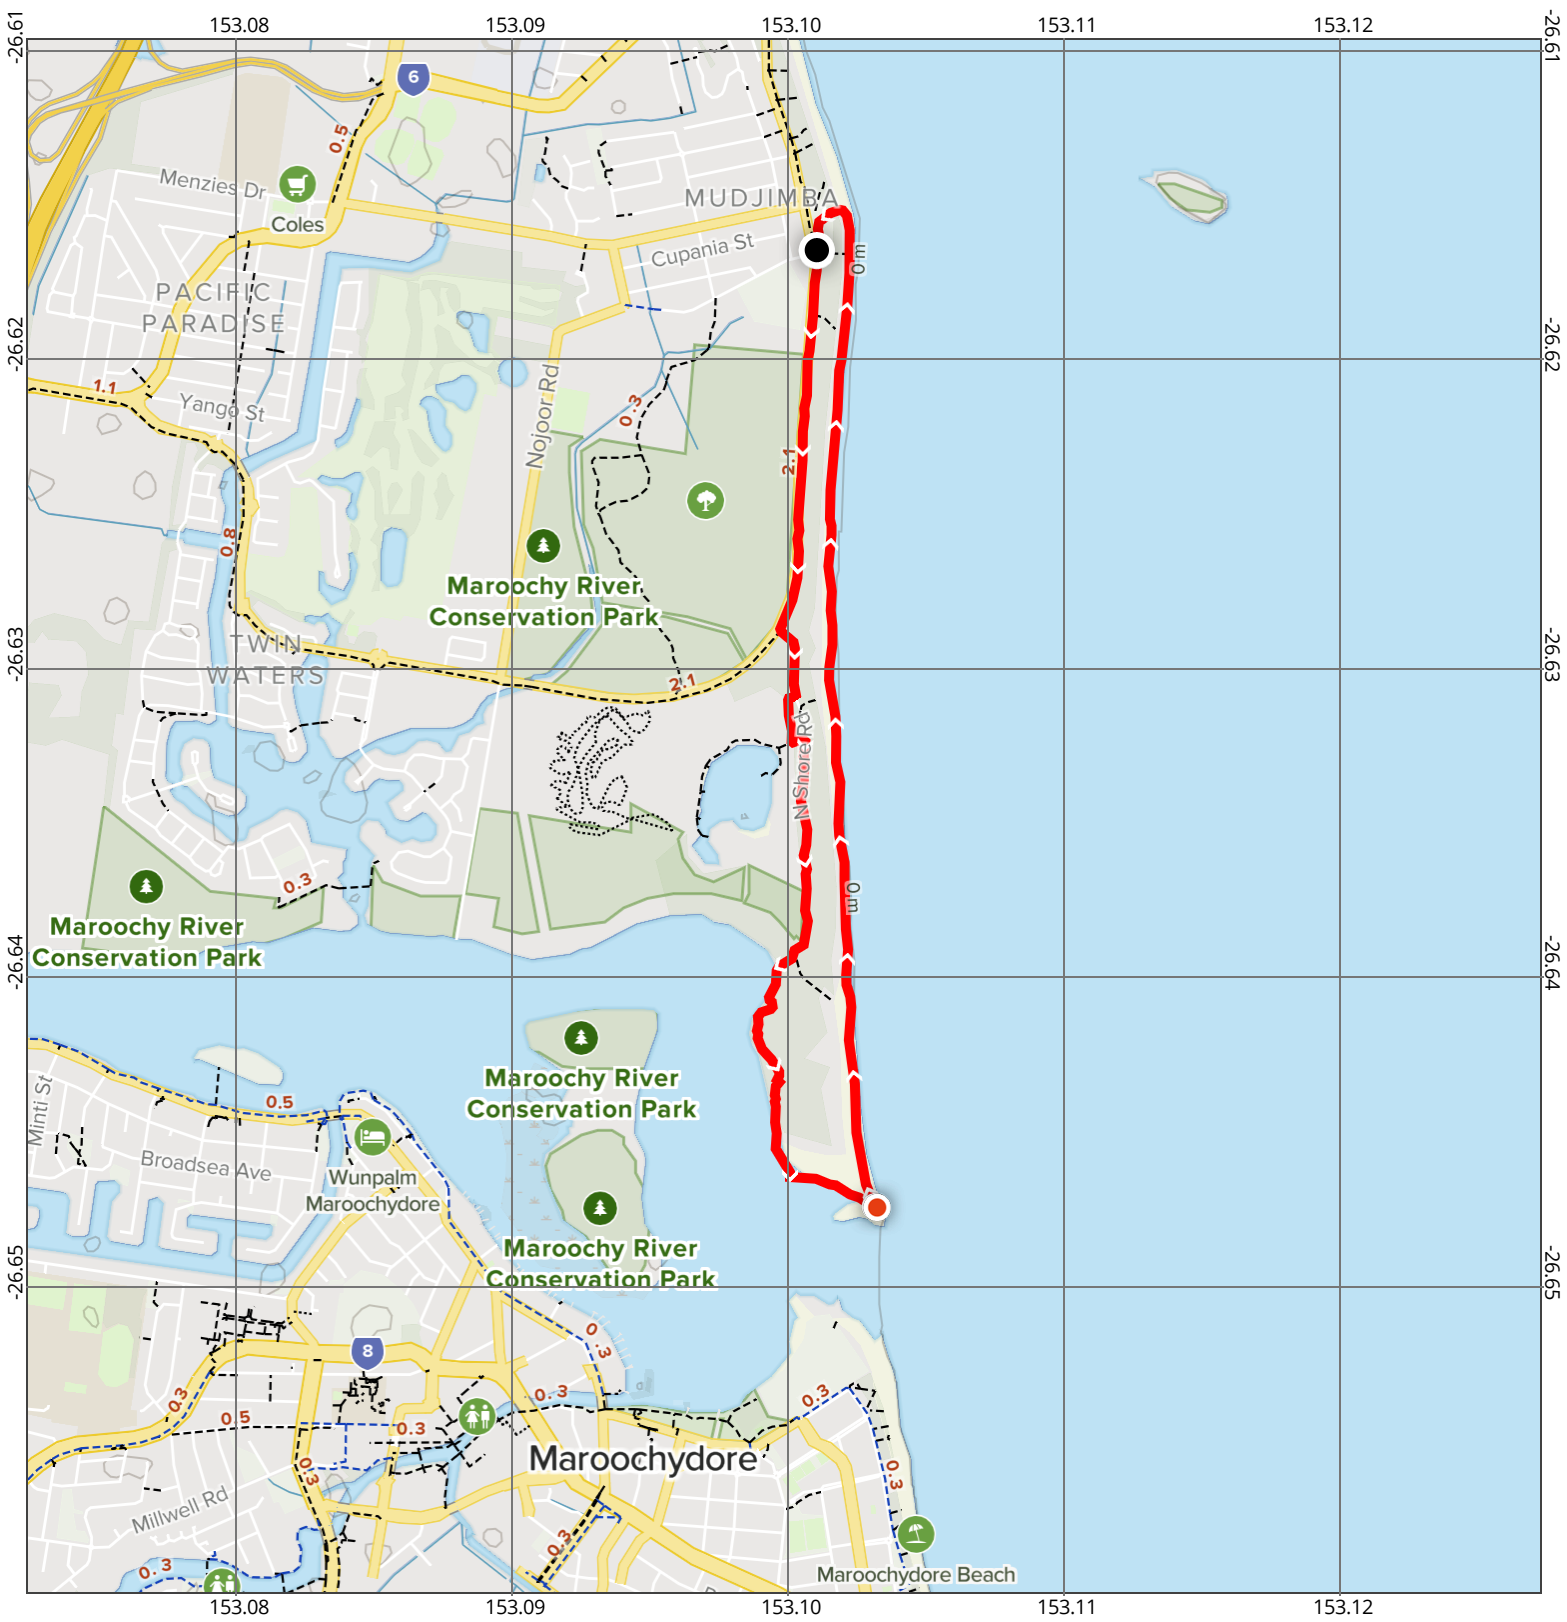 153.08 153.09 153.10 153.11 153.12
-26.61 -26.61
6
0.5
Menzies Dr
Coles
MUDJIMBA
Cupania St
0 m
PACIFIC
PARADISE
-26.62 -26.62
1.1
Yango St
0.3
Nojoor Rd
2.1
0.8
Maroochy River
Conservation Park
TWIN
WATERS
-26.63 -26.63
2.1
N Shore Rd
0.3
0 m
Maroochy River
Conservation Park
-26.64 -26.64
Maroochy River
Conservation Park
Minti St
0.5
Broadsea Ave
Wunpalm
Maroochydore
Maroochy River
Conservation Park
-26.65 -26.65
0.3
8
0.3
0.3
0.3
0.5
0.3
Maroochydore
0.3
0.3
Millwell Rd
0.3
0.3
Maroochydore Beach
153.08 153.09 153.10 153.11 153.12